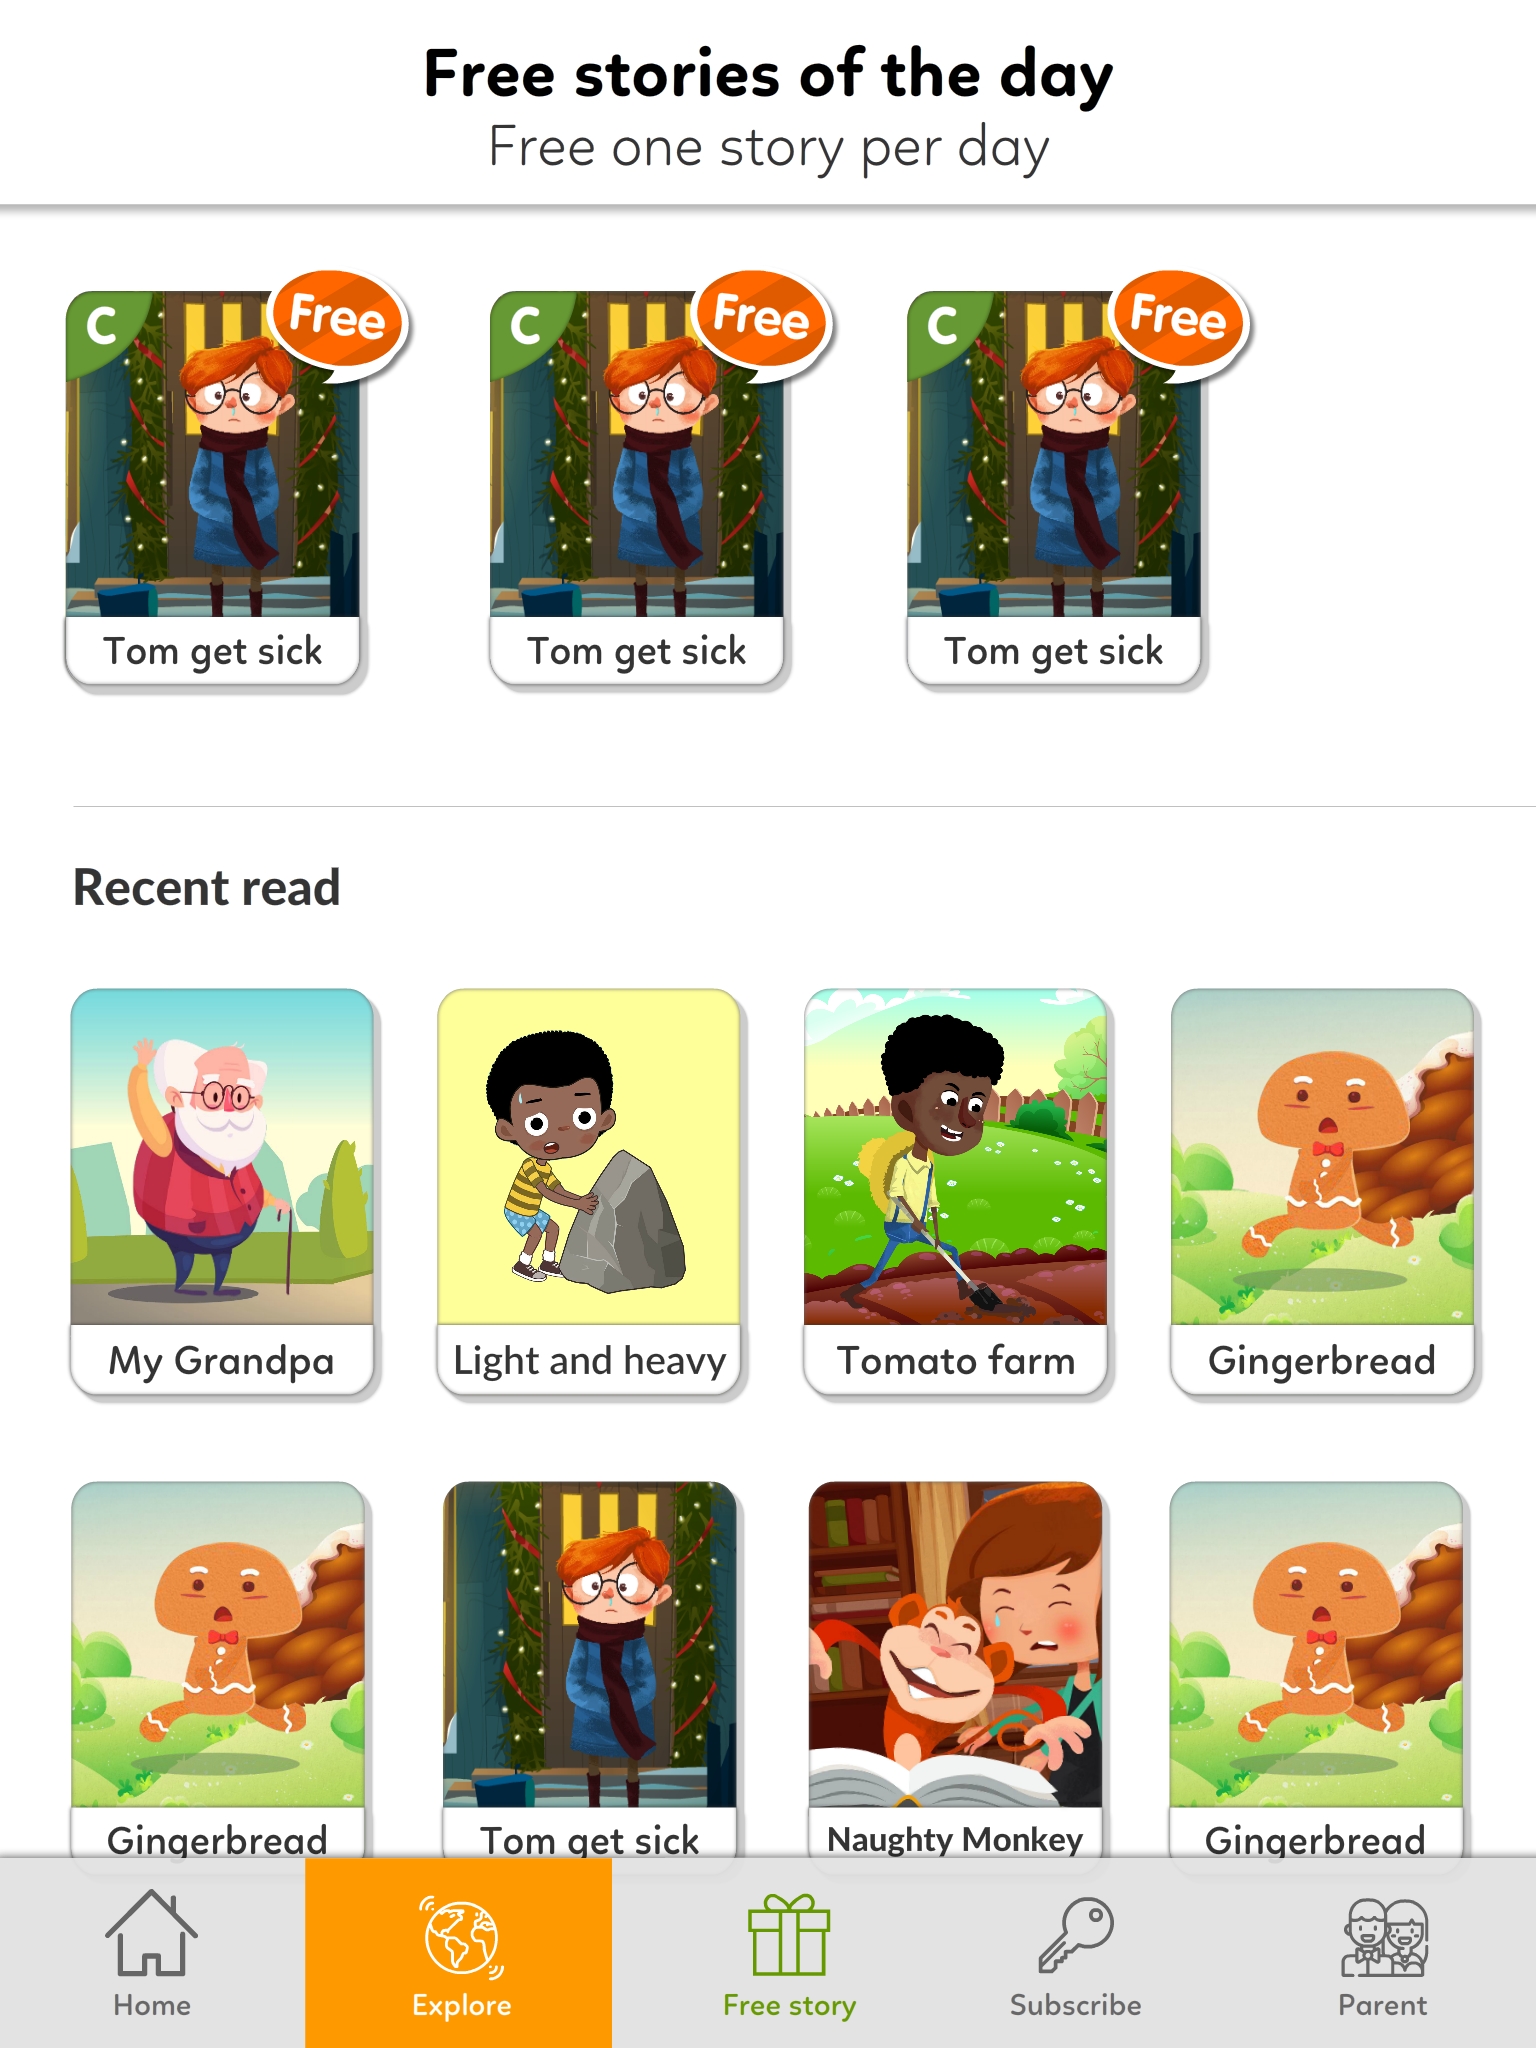 Free stories of the day
Free one story per day
C
Free
C
Free
C
Free
Tom get sick
Tom get sick
Tom get sick
Recent read
My Grandpa
Light and heavy
Tomato farm
Gingerbread
Gingerbread
Tom get sick
Naughty Monkey
Gingerbread
Home
Explore
Free story
Subscribe
Parent